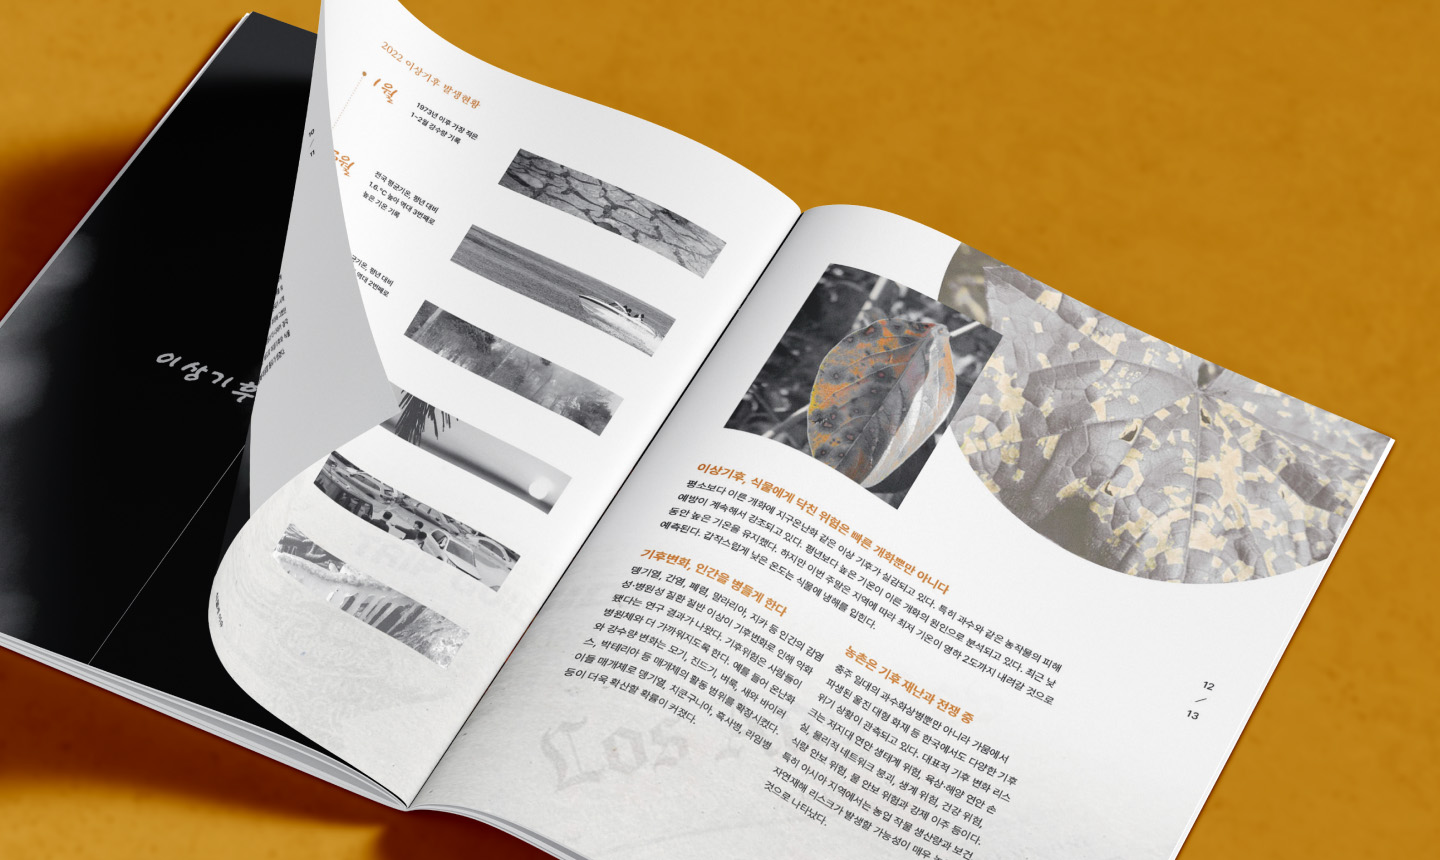 이상기후
10
11
2022 이상기후 발생현황
1월
1973년 이후 가장 적은
1~2월 강수량 기록
월
전국 평균기온, 평년 대비
1.6.℃ 높아 역대 3번째로
높은 기온 기록
균기온, 평년 대비
역대 2번째로
이상기후, 식물에게 닥친 위험은 빠른 개화뿐만 아니다
평소보다 이른 개화에 지구온난화 같은 이상 기후가 실감되고 있다. 특히 과수와 같은 농작물의 피해
예방이 계속해서 강조되고 있다. 평년보다 높은 기온이 이른 개화의 원인으로 분석되고 있다. 최근 낮
동안 높은 기온을 유지했다. 하지만 이번 주말은 지역에 따라 최저 기온이 영하 2도까지 내려갈 것으로
예측된다. 갑작스럽게 낮은 온도는 식물에 냉해를 입힌다.
기후변화, 인간을 병들게 한다
뎅기열, 간염, 폐렴, 말라리아, 지카 등 인간의 감염
성·병원성 질환 절반 이상이 기후변화로 인해 악화
됐다는 연구 결과가 나왔다. 기후위험은 사람들이
병원체와 더 가까워지도록 한다. 예를 들어 온난화
와 강수량 변화는 모기, 진드기, 벼룩, 새와 바이러
스, 박테리아 등 매개체의 활동 범위를 확장시켰다.
이들 매개체로 뎅기열, 치쿤구니아, 흑사병, 라임병
등이 더욱 확산할 확률이 커졌다.
농촌은 기후 재난과 전쟁 중
충주 일대의 과수화상병뿐만 아니라 가뭄에서
파생된 울진 대형 화재 등 한국에서도 다양한 기후
위기 상황이 관측되고 있다. 대표적 기후 변화 리스
크는 저지대 연안 생태계 위험, 육상·해양 연안 손
실, 물리적 네트워크 붕괴, 생계 위험, 건강 위험,
식량 안보 위험, 물 안보 위험과 강제 이주 등이다.
특히 아시아 지역에서는 농업 작물 생산량과 보건
자연재해 리스크가 발생할 가능성이 매우
것으로 나타났다.
Los
12
13